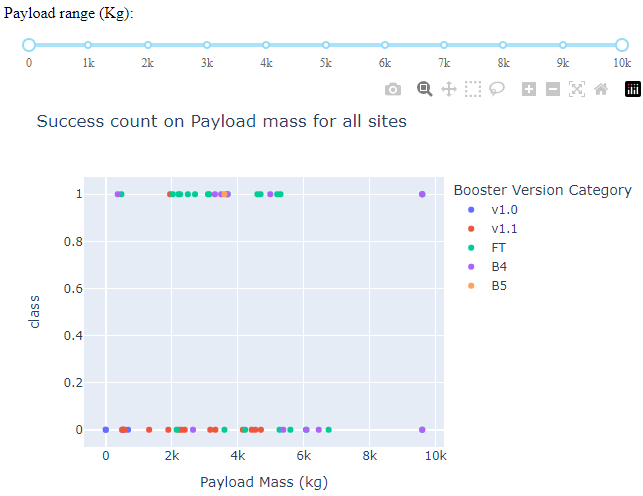 Payload range (Kg):
0 1k 2k 3k 4k 5k 6k 7k 8k 9k 10k
Success count on Payload mass for all sites
Booster Version Category
v1.0
v1.1
FT
B4
B5
1
0.8
0.6
0.4
0.2
0
class
0 2k 4k 6k 8k 10k
Payload Mass (kg)